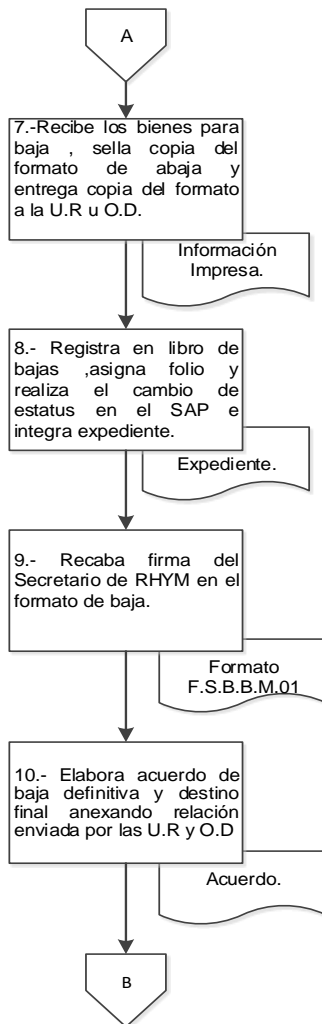 A
7.-Recibe los bienes para
baja , sella copia del
formato de abaja y
entrega copia del formato
a la U.R u O.D.
Información
Impresa.
8.- Registra en libro de
bajas ,asigna folio y
realiza el cambio de
estatus en el SAP e
integra expediente.
Expediente.
9.- Recaba firma del
Secretario de RHYM en el
formato de baja.
Formato
F.S.B.B.M.01
10.- Elabora acuerdo de
baja definitiva y destino
final anexando relación
enviada por las U.R y O.D
Acuerdo.
B